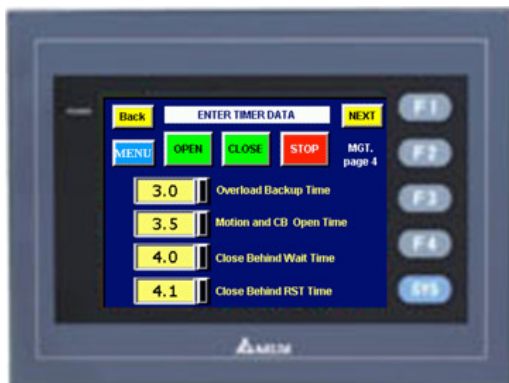 Back ENTER TIMER DATA NEXT
MENU OPEN CLOSE STOP MGT.
page 4
3.0 Overload Backup Time
3.5 Motion and CB Open Time
4.0 Close Behind Wait Time
4.1 Close Behind RST Time
F1
F2
F3
F4
SYS